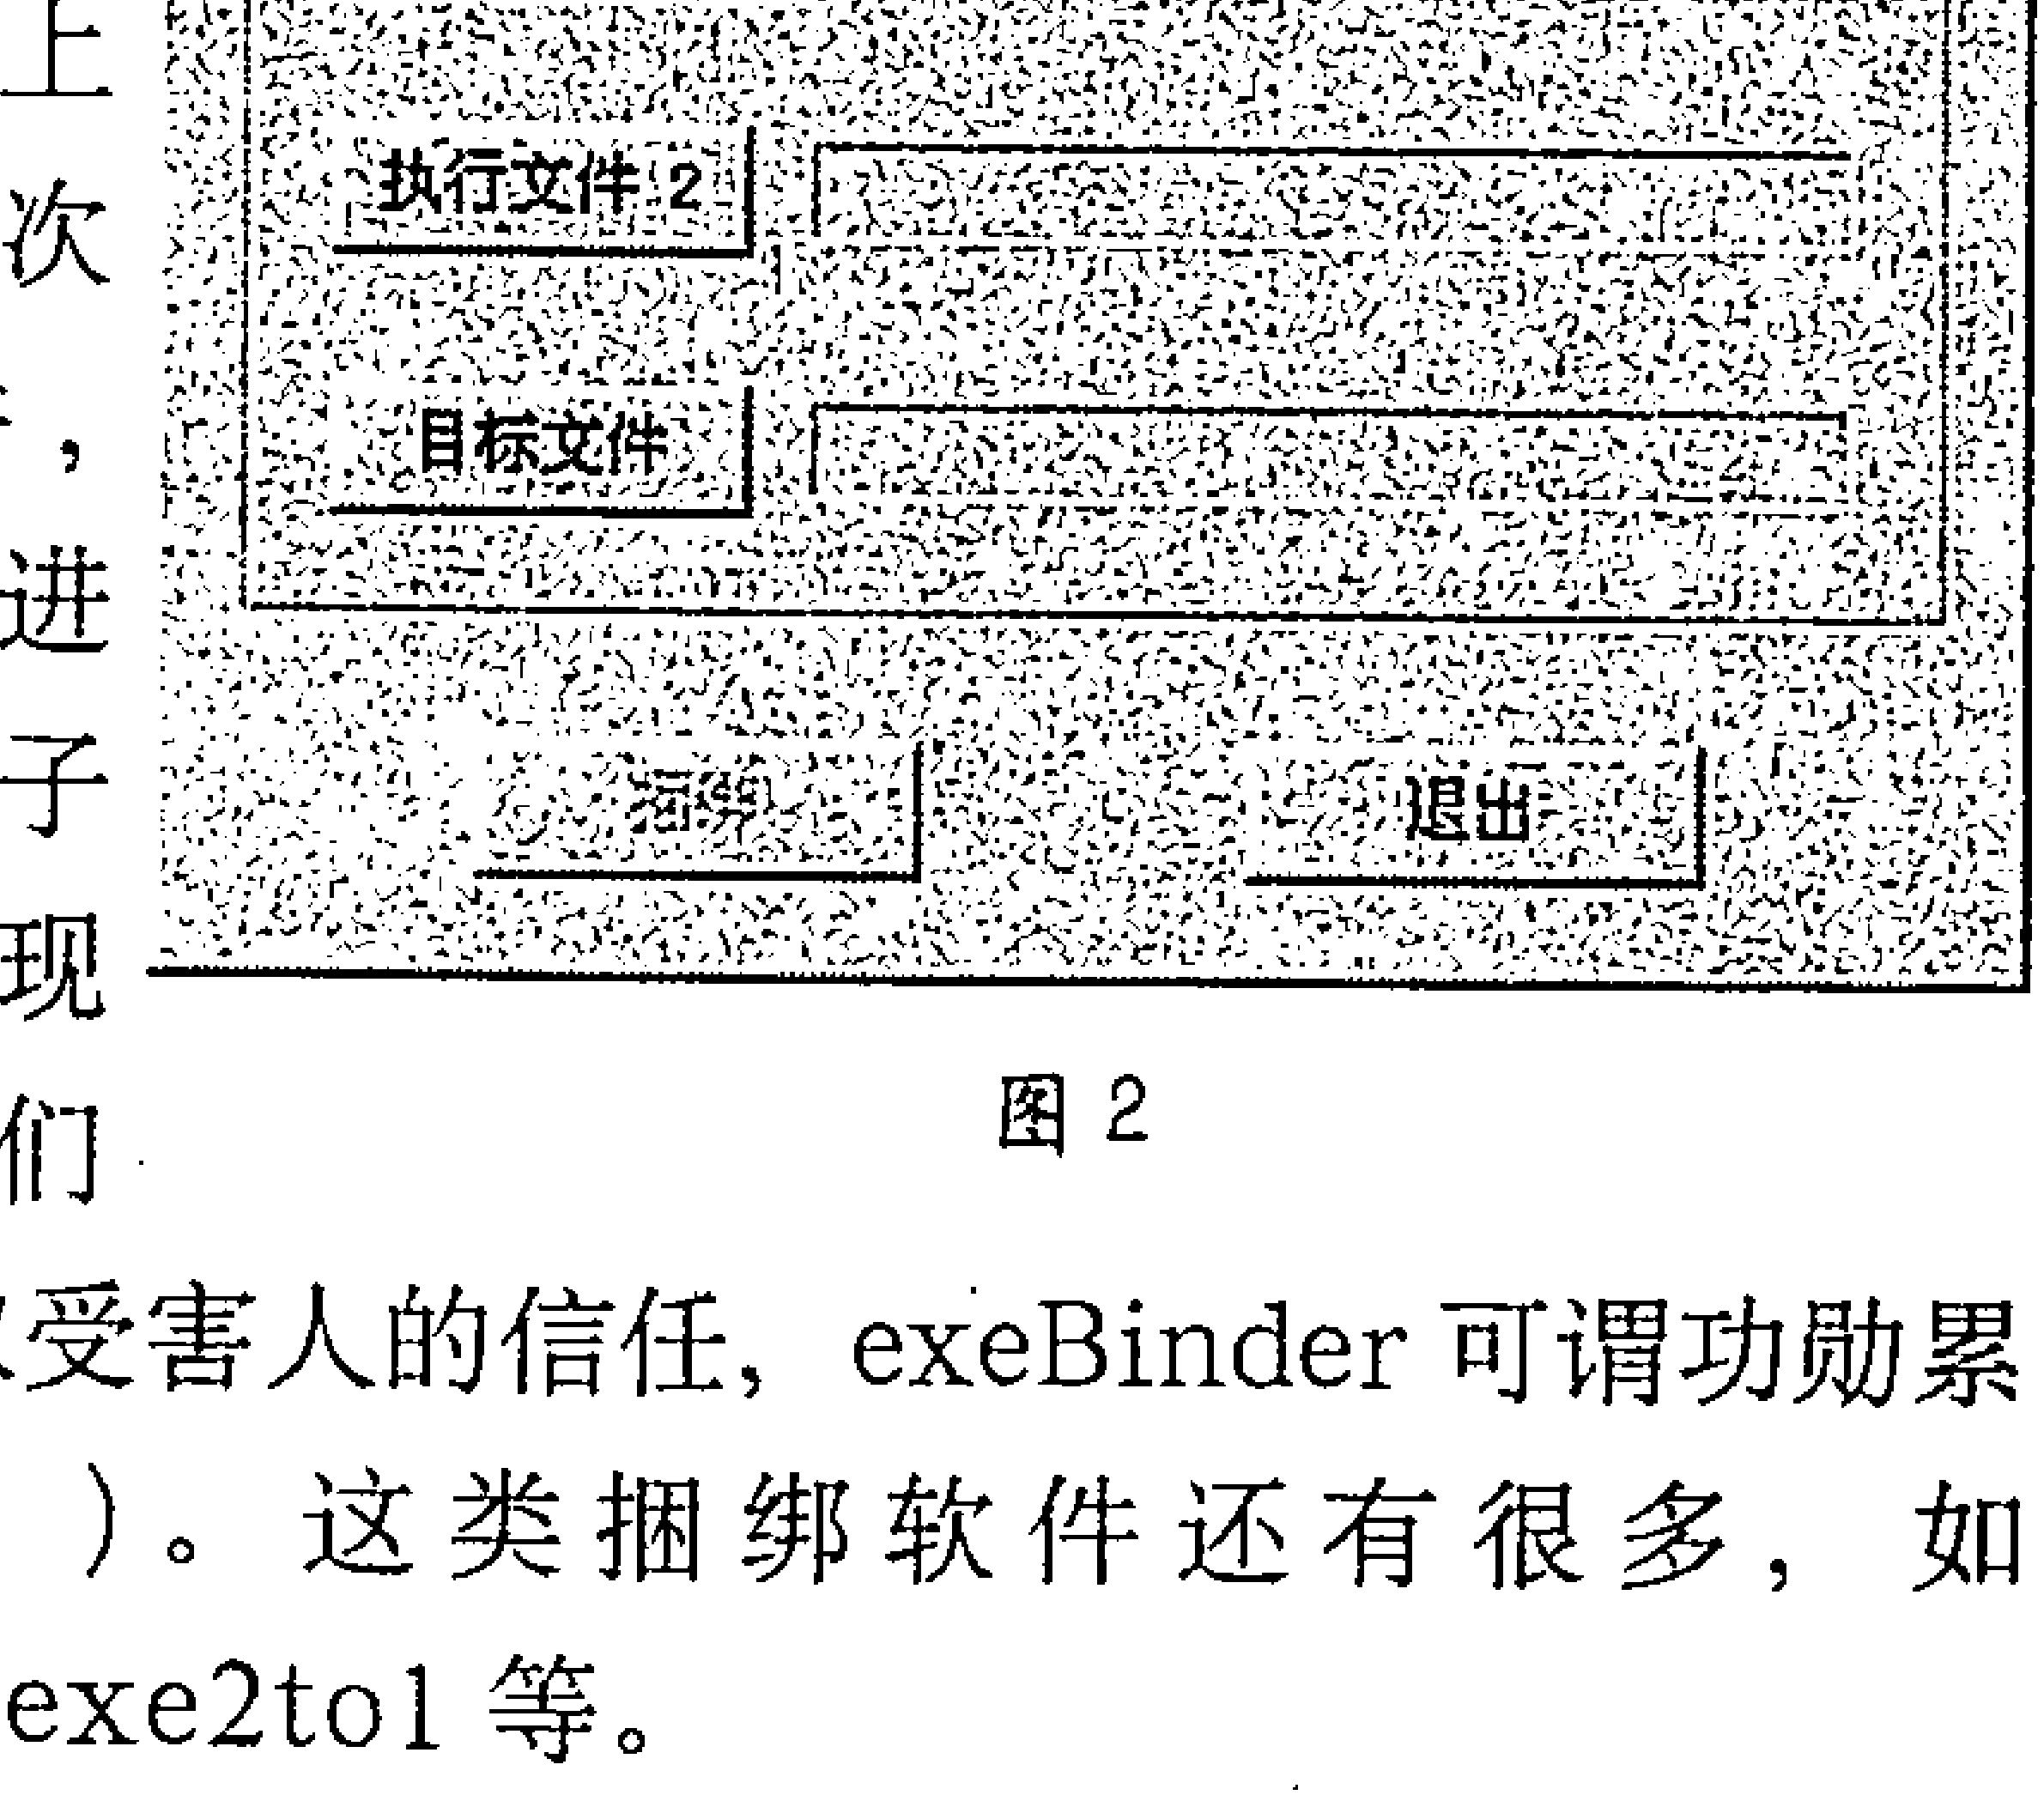 上
次
，
进
子
现
们
执行文件 2
目标文件
捆绑
退出
图 2
受害人的信任，exeBinder 可谓功勋累
）。这类捆绑软件还有很多，如
exe2to1 等。